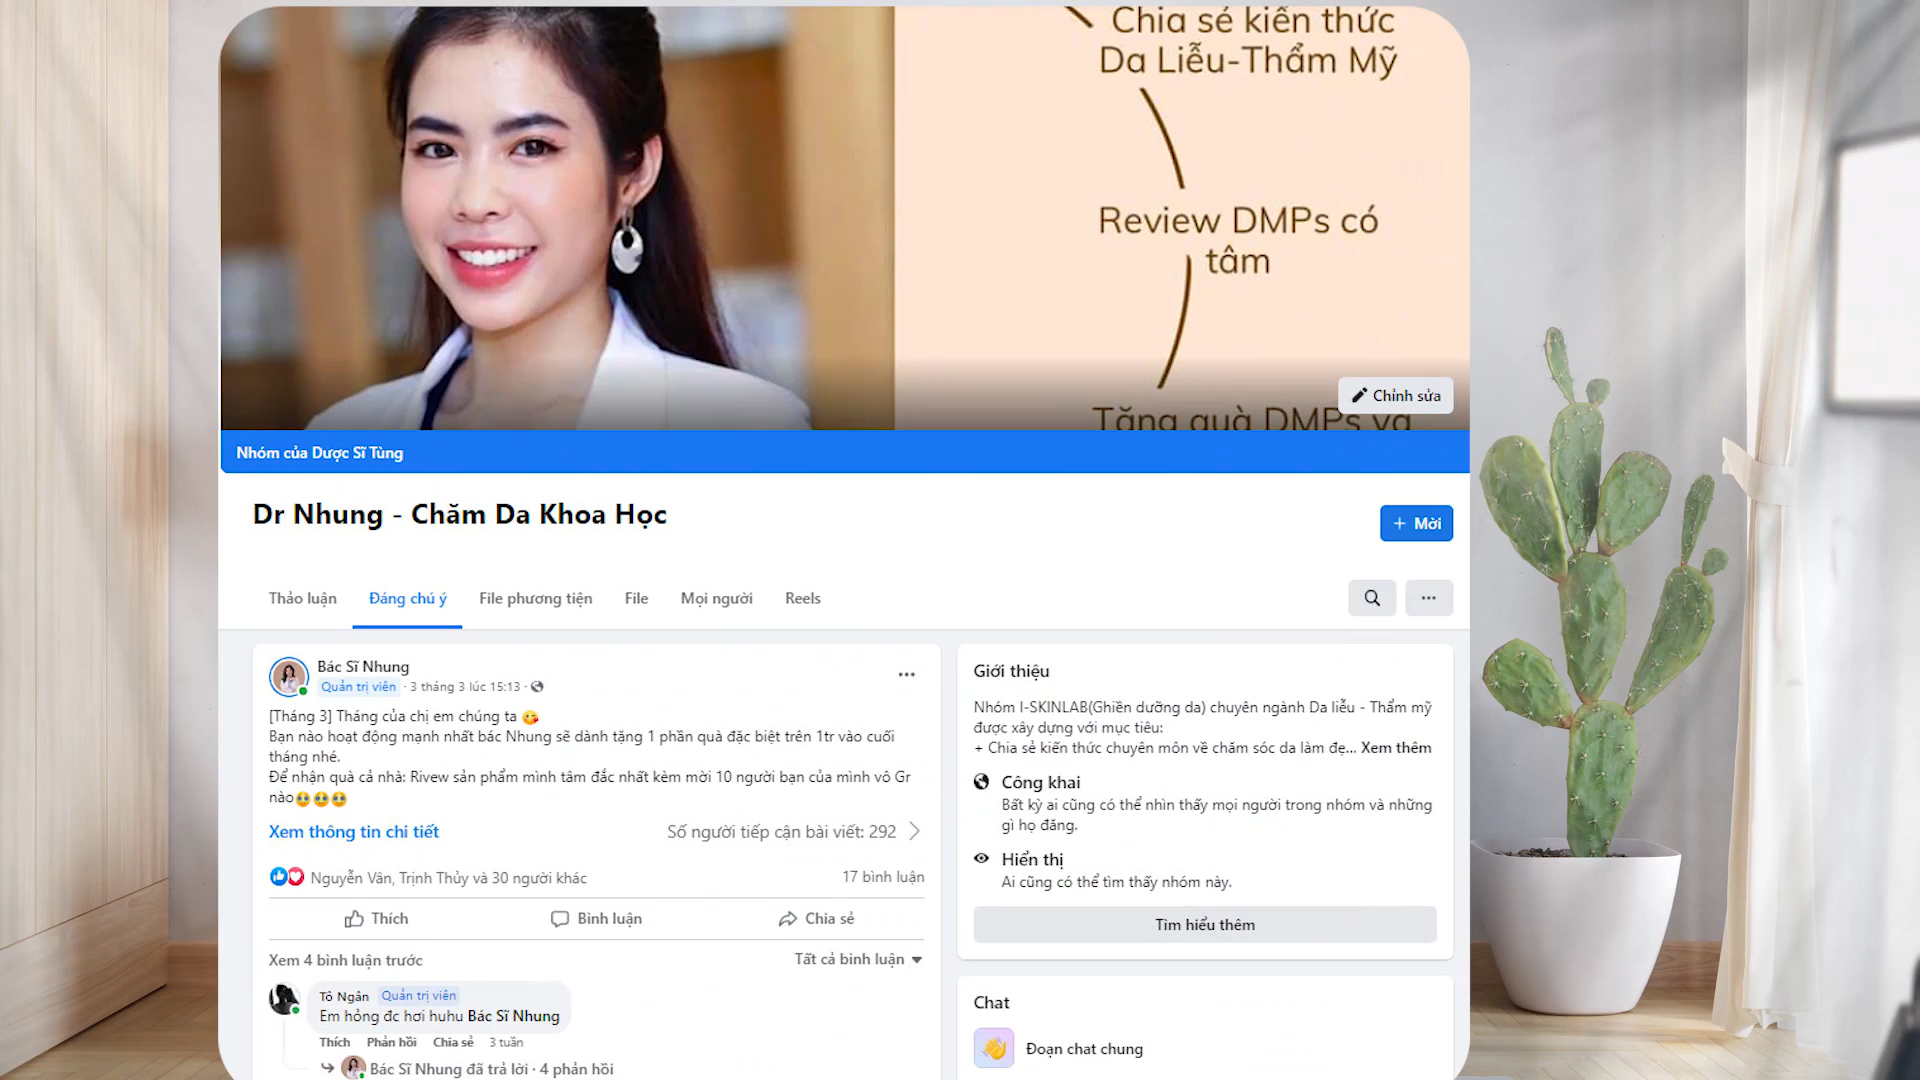 Chia sẻ kiến thức
Da Liễu-Thẩm Mỹ
Review DMPs có
tâm
Tặng quà DMPs và
Chỉnh sửa
Nhóm của Dược Sĩ Tùng
Dr Nhung - Chăm Da Khoa Học
+ Mời
Thảo luận
Đáng chú ý
File phương tiện
File
Mọi người
Reels
Bác Sĩ Nhung
Quản trị viên · 3 tháng 3 lúc 15:13 ·
[Tháng 3] Tháng của chị em chúng ta 😋
Bạn nào hoạt động mạnh nhất bác Nhung sẽ dành tặng 1 phần quà đặc biệt trên 1tr vào cuối
tháng nhé.
Để nhận quà cả nhà: Rivew sản phẩm mình tâm đắc nhất kèm mời 10 người bạn của mình vô Gr
nào🥹🥹🥹
Xem thông tin chi tiết
Số người tiếp cận bài viết: 292
Nguyễn Vân, Trịnh Thủy và 30 người khác
17 bình luận
Thích
Bình luận
Chia sẻ
Xem 4 bình luận trước
Tất cả bình luận
Tô Ngân Quản trị viên
Em hỏng đc hơi huhu Bác Sĩ Nhung
Thích Phản hồi Chia sẻ 3 tuần
Bác Sĩ Nhung đã trả lời · 4 phản hồi
Giới thiệu
Nhóm I-SKINLAB(Ghiền dưỡng da) chuyên ngành Da liễu - Thẩm mỹ
được xây dựng với mục tiêu:
+ Chia sẻ kiến thức chuyên môn về chăm sóc da làm đẹ... Xem thêm
Công khai
Bất kỳ ai cũng có thể nhìn thấy mọi người trong nhóm và những
gì họ đăng.
Hiển thị
Ai cũng có thể tìm thấy nhóm này.
Tìm hiểu thêm
Chat
Đoạn chat chung